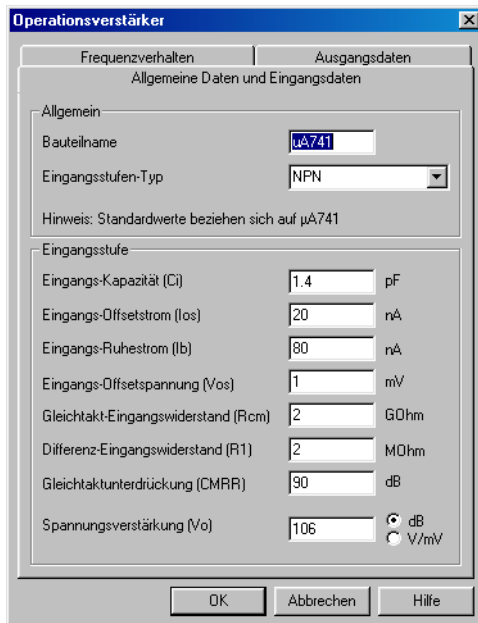 Operationsverstärker
Frequenzverhalten Ausgangsdaten
Allgemeine Daten und Eingangsdaten
Allgemein
Bauteilname uA741
Eingangsstufen-Typ NPN
Hinweis: Standardwerte beziehen sich auf µA741
Eingangsstufe
Eingangs-Kapazität (Ci) 1.4 pF
Eingangs-Offsetstrom (Ios) 20 nA
Eingangs-Ruhestrom (Ib) 80 nA
Eingangs-Offsetspannung (Vos) 1 mV
Gleichtakt-Eingangswiderstand (Rcm) 2 GOhm
Differenz-Eingangswiderstand (R1) 2 MOhm
Gleichtaktunterdrückung (CMRR) 90 dB
Spannungsverstärkung (Vo) 106 dB
V/mV
OK Abbrechen Hilfe